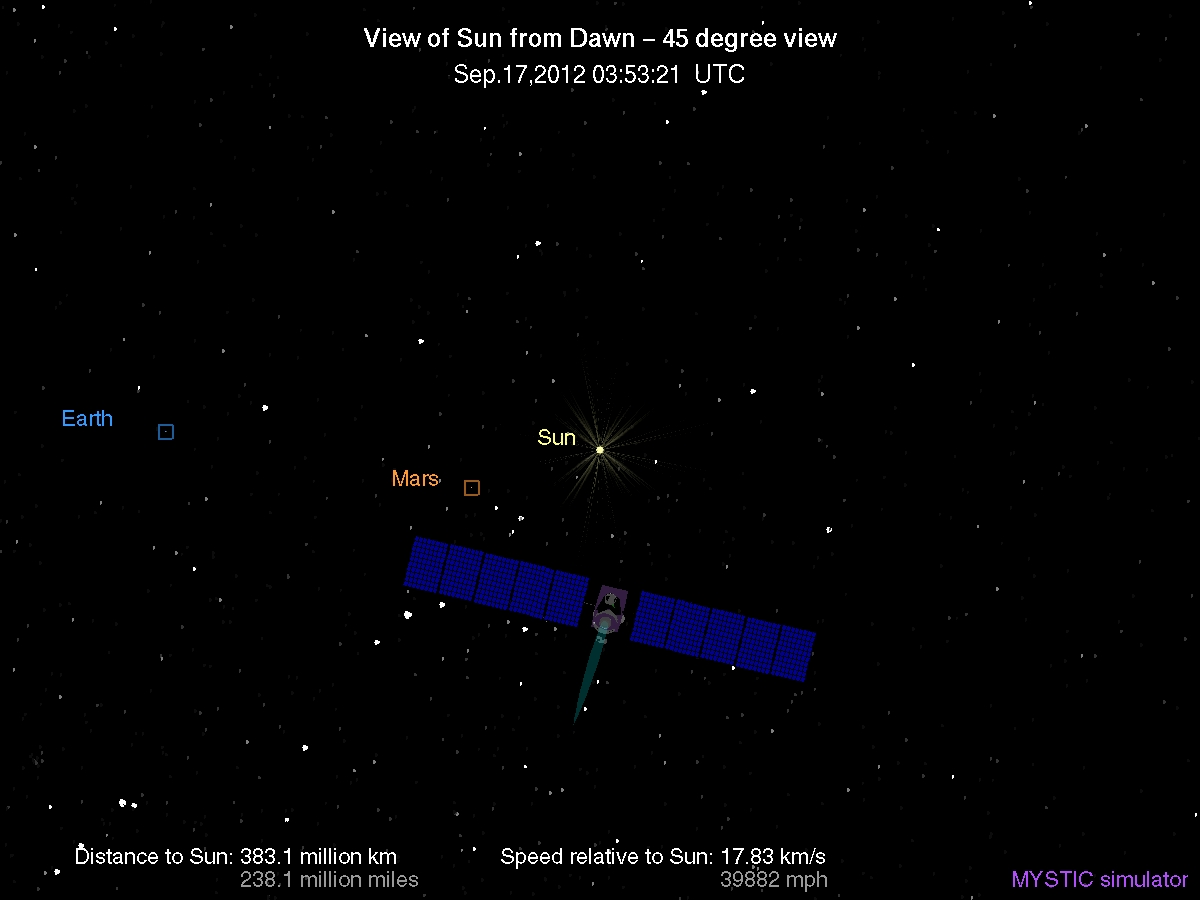 View of Sun from Dawn – 45 degree view
Sep.17,2012 03:53:21 UTC
Earth
Sun
Mars
Distance to Sun: 383.1 million km
238.1 million miles
Speed relative to Sun: 17.83 km/s
39882 mph
MYSTIC simulator